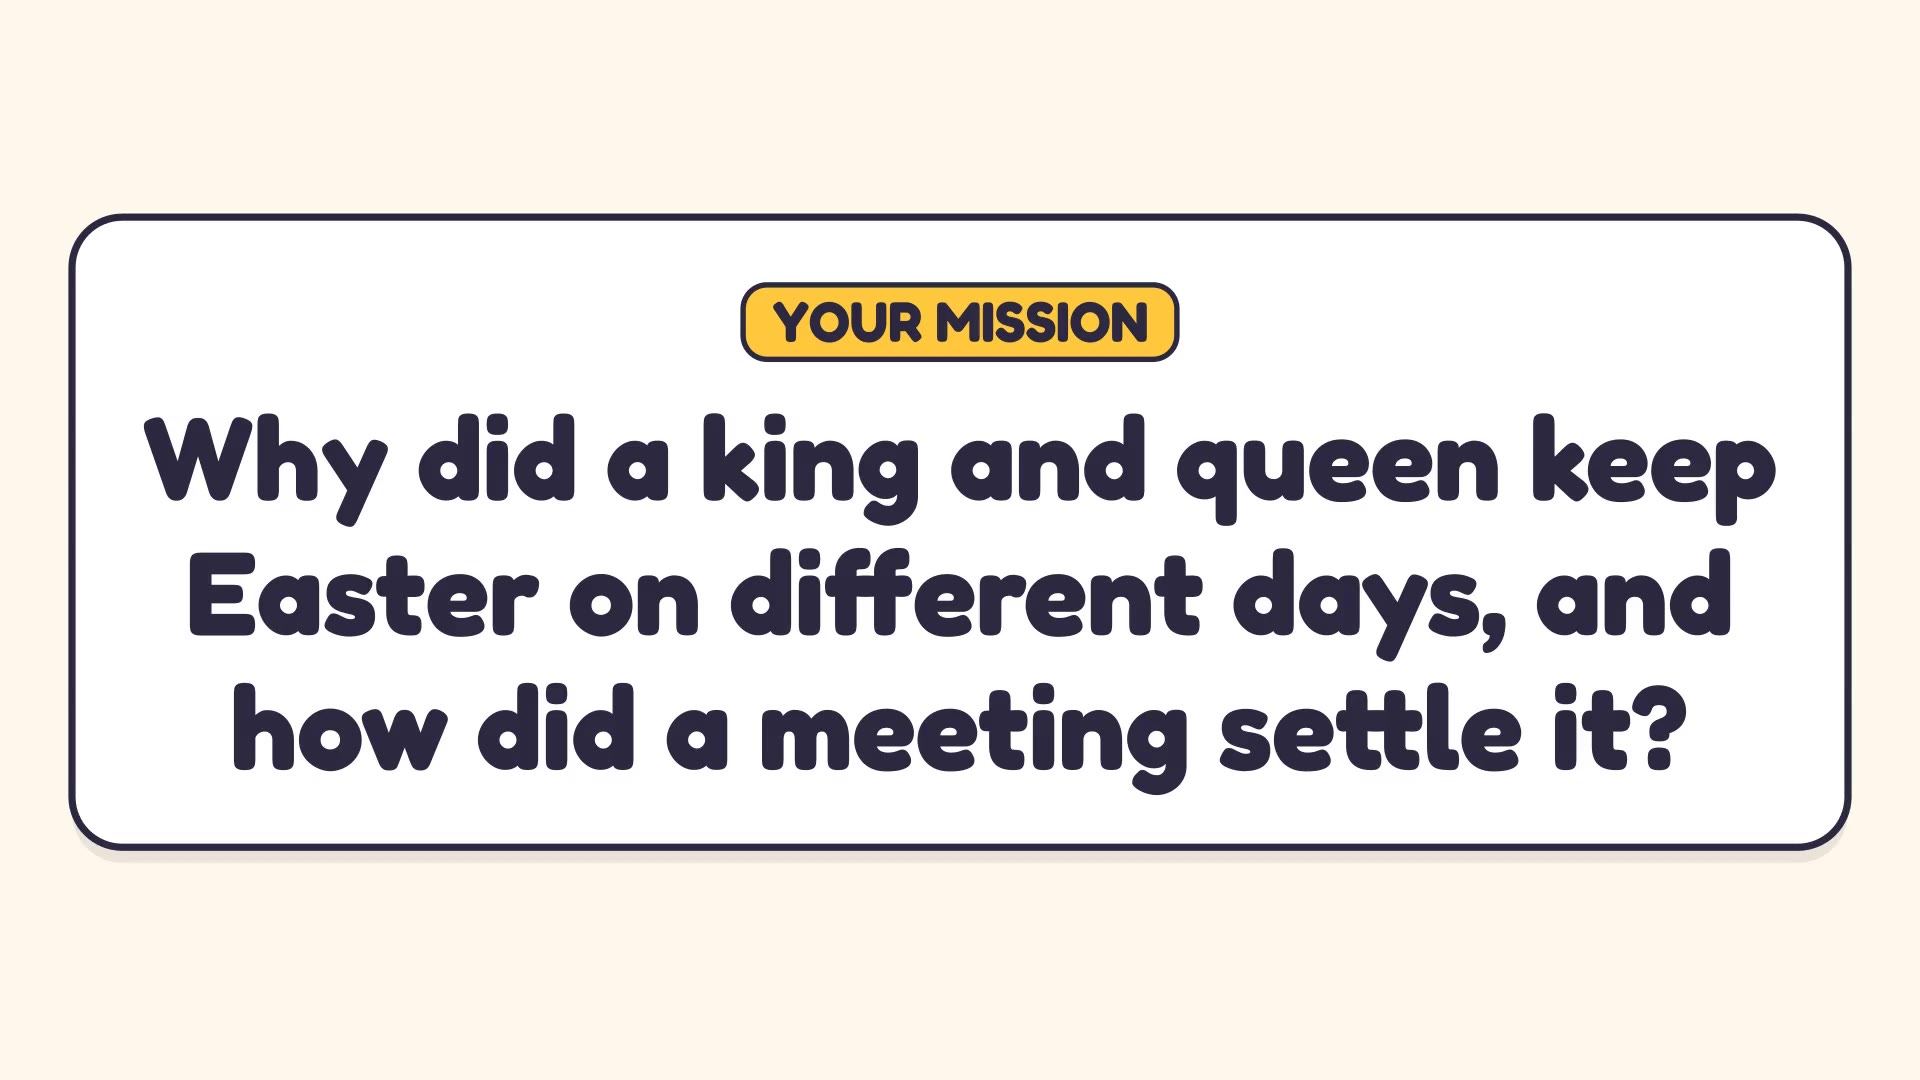 YOUR MISSION
Why did a king and queen keep
Easter on different days, and
how did a meeting settle it?